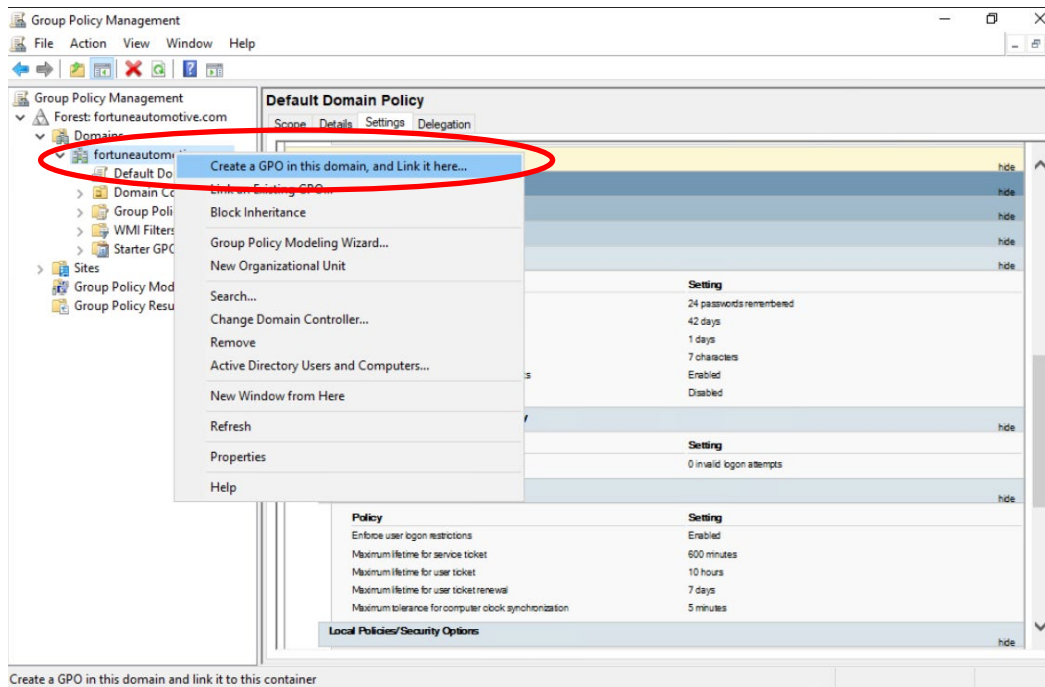 Group Policy Management
File Action View Window Help
Group Policy Management
Forest: fortuneautomotive.com
Domains
fortuneautom
Default Do
Domain Co
Group Poli
WMI Filters
Starter GPO
Sites
Group Policy Mod
Group Policy Resu
Create a GPO in this domain, and Link it here...
Link an Existing GPO...
Block Inheritance
Group Policy Modeling Wizard...
New Organizational Unit
Search...
Change Domain Controller...
Remove
Active Directory Users and Computers...
New Window from Here
Refresh
Properties
Help
Default Domain Policy
Scope Details Settings Delegation
hide
hide
hide
hide
hide
Setting
24 passwords remembered
42 days
1 days
7 characters
s Enabled
Disabled
y
hide
Setting
0 invalid logon attempts
hide
Policy Setting
Enforce user logon restrictions Enabled
Maximum lifetime for service ticket 600 minutes
Maximum lifetime for user ticket 10 hours
Maximum lifetime for user ticket renewal 7 days
Maximum tolerance for computer clock synchronization 5 minutes
Local Policies/Security Options
hide
Create a GPO in this domain and link it to this container